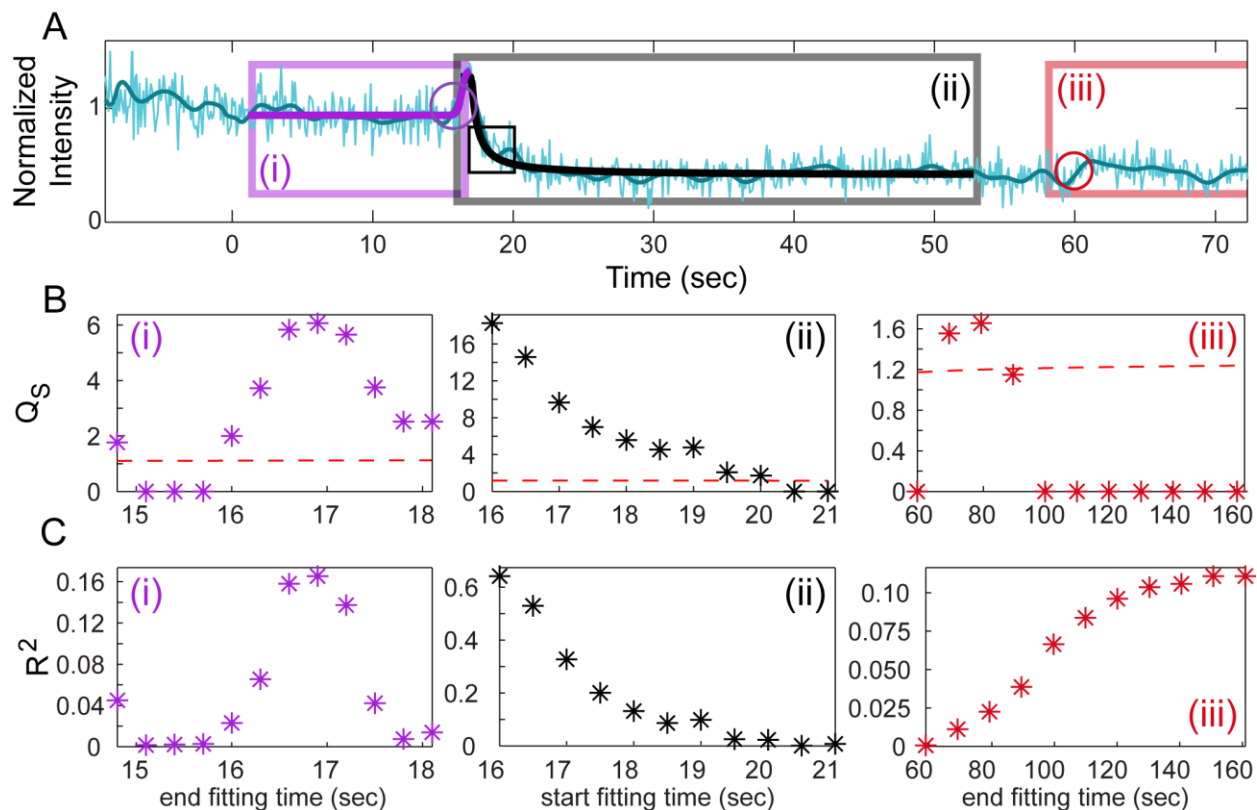 A
Normalized
Intensity
1
0
(i)
(ii)
(iii)
0 10 20 30 40 50 60 70
Time (sec)
B
Q_S
6
4
2
0
(i)
15 16 17 18
16
12
8
4
0
(ii)
16 17 18 19 20 21
1.6
1.2
0.8
0.4
0
(iii)
60 80 100 120 140 160
C
R²
0.16
0.12
0.08
0.04
0
(i)
15 16 17 18
end fitting time (sec)
0.6
0.4
0.2
0
(ii)
16 17 18 19 20 21
start fitting time (sec)
0.10
0.075
0.050
0.025
0
(iii)
60 80 100 120 140 160
end fitting time (sec)